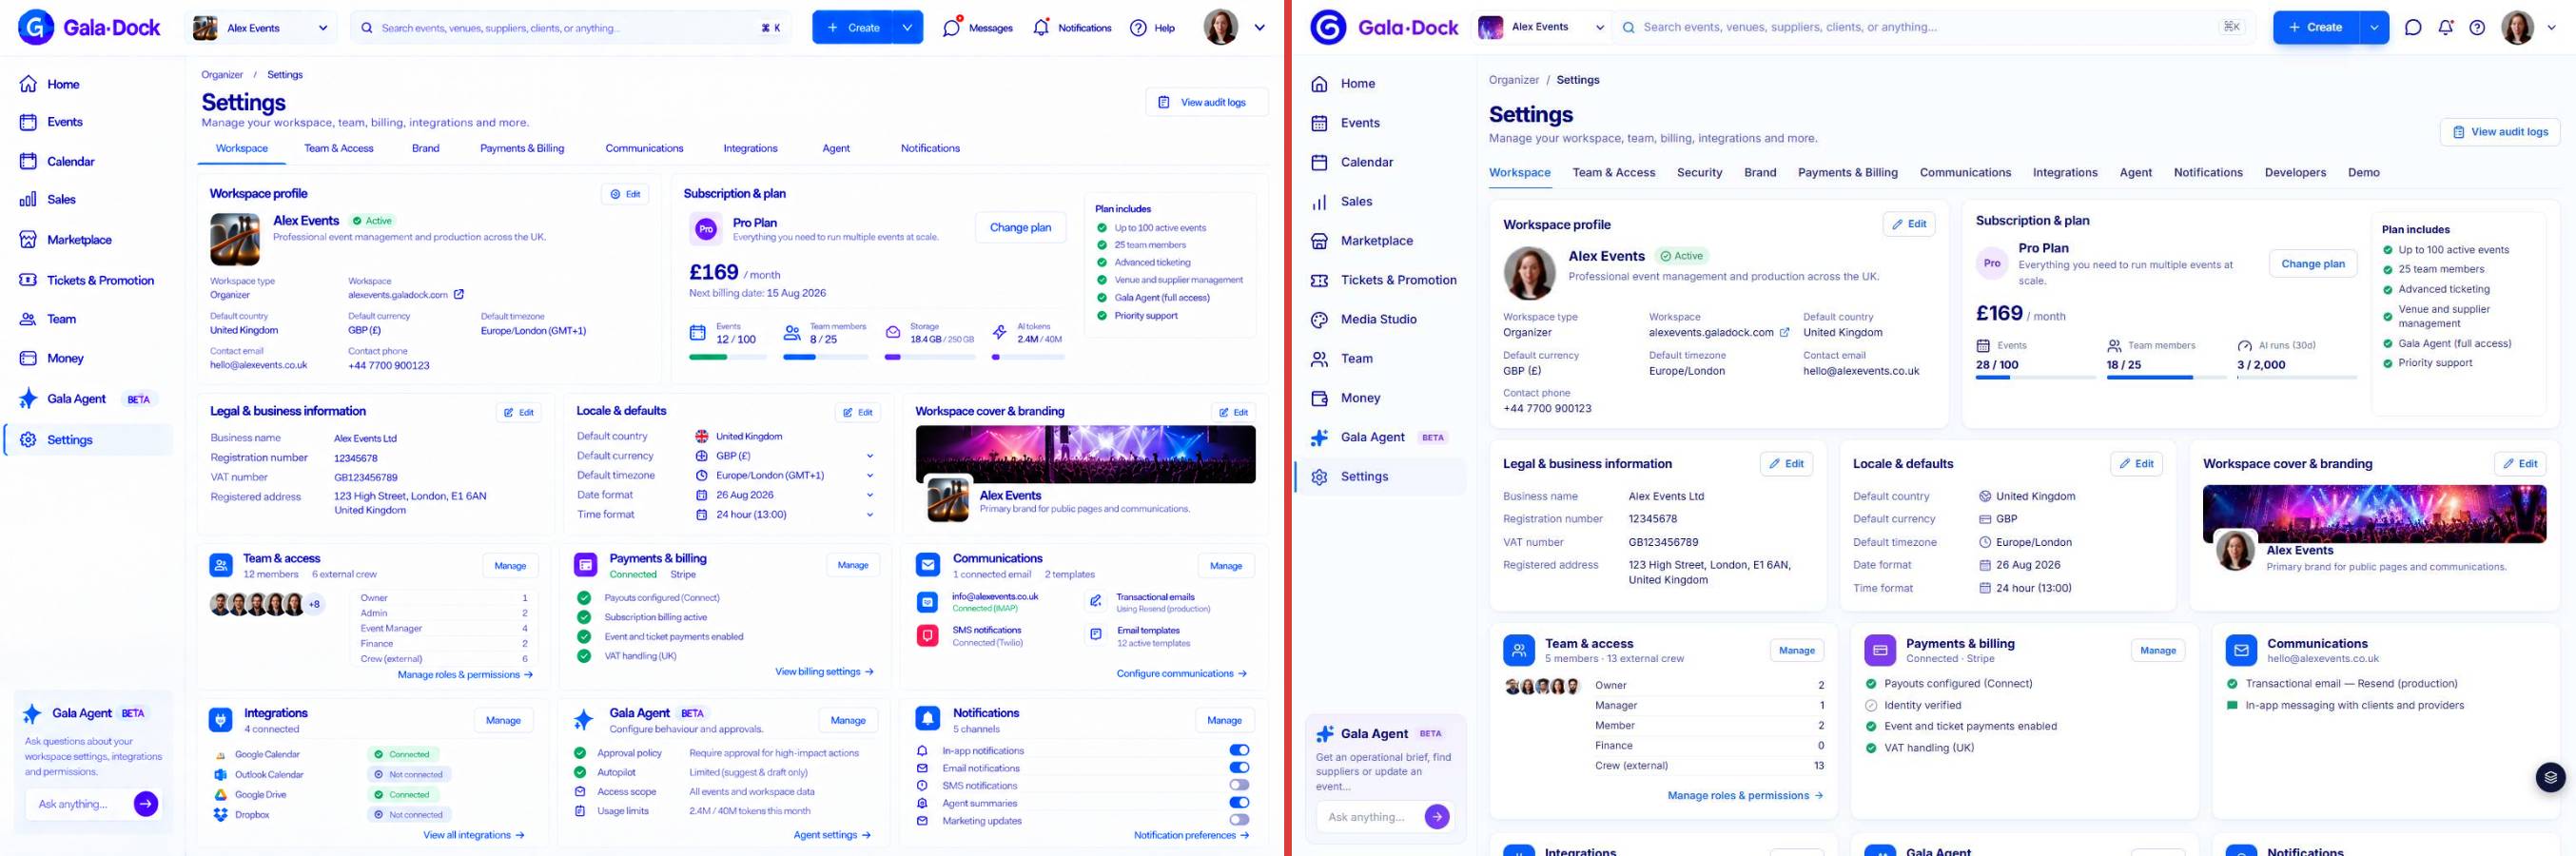 Gala·Dock
Alex Events
Search events, venues, suppliers, clients, or anything...
⌘ K
+ Create
Messages
Notifications
Help
Home
Events
Calendar
Sales
Marketplace
Tickets & Promotion
Team
Money
Gala Agent BETA
Settings
Gala Agent BETA
Ask questions about your
workspace settings, integrations
and permissions.
Ask anything...
Organizer / Settings
Settings
Manage your workspace, team, billing, integrations and more.
View audit logs
Workspace
Team & Access
Brand
Payments & Billing
Communications
Integrations
Agent
Notifications
Workspace profile
Edit
Alex Events Active
Professional event management and production across the UK.
Workspace type
Organizer
Workspace
alexevents.galadock.com
Default country
United Kingdom
Default currency
GBP (£)
Default timezone
Europe/London (GMT+1)
Contact email
hello@alexevents.co.uk
Contact phone
+44 7700 900123
Subscription & plan
Pro
Pro Plan
Everything you need to run multiple events at scale.
Change plan
£169 / month
Next billing date: 15 Aug 2026
Events
12 / 100
Team members
8 / 25
Storage
18.4 GB / 250 GB
AI tokens
2.4M / 40M
Plan includes
Up to 100 active events
25 team members
Advanced ticketing
Venue and supplier management
Gala Agent (full access)
Priority support
Legal & business information
Edit
Business name Alex Events Ltd
Registration number 12345678
VAT number GB123456789
Registered address 123 High Street, London, E1 6AN
United Kingdom
Locale & defaults
Edit
Default country United Kingdom
Default currency GBP (£)
Default timezone Europe/London (GMT+1)
Date format 26 Aug 2026
Time format 24 hour (13:00)
Workspace cover & branding
Edit
Alex Events
Primary brand for public pages and communications.
Team & access
12 members 6 external crew
Manage
+8
Owner 1
Admin 2
Event Manager 4
Finance 2
Crew (external) 6
Manage roles & permissions →
Payments & billing
Connected Stripe
Manage
Payouts configured (Connect)
Subscription billing active
Event and ticket payments enabled
VAT handling (UK)
View billing settings →
Communications
1 connected email 2 templates
Manage
info@alexevents.co.uk
Connected (IMAP)
Transactional emails
Using Resend (production)
SMS notifications
Connected (Twilio)
Email templates
12 active templates
Configure communications →
Integrations
4 connected
Manage
Google Calendar Connected
Outlook Calendar Not connected
Google Drive Connected
Dropbox Not connected
View all integrations →
Gala Agent BETA
Configure behaviour and approvals.
Manage
Approval policy Require approval for high-impact actions
Autopilot Limited (suggest & draft only)
Access scope All events and workspace data
Usage limits 2.4M / 40M tokens this month
Agent settings →
Notifications
5 channels
Manage
In-app notifications
Email notifications
SMS notifications
Agent summaries
Marketing updates
Notification preferences →
Gala·Dock
Alex Events
Search events, venues, suppliers, clients, or anything...
⌘K
+ Create
Home
Events
Calendar
Sales
Marketplace
Tickets & Promotion
Media Studio
Team
Money
Gala Agent BETA
Settings
Gala Agent BETA
Get an operational brief, find
suppliers or update an
event...
Ask anything...
Organizer / Settings
Settings
Manage your workspace, team, billing, integrations and more.
View audit logs
Workspace
Team & Access
Security
Brand
Payments & Billing
Communications
Integrations
Agent
Notifications
Developers
Demo
Workspace profile
Edit
Alex Events Active
Professional event management and production across the UK.
Workspace type
Organizer
Workspace
alexevents.galadock.com
Default country
United Kingdom
Default currency
GBP (£)
Default timezone
Europe/London
Contact email
hello@alexevents.co.uk
Contact phone
+44 7700 900123
Subscription & plan
Pro
Pro Plan
Everything you need to run multiple events at
scale.
Change plan
£169 / month
Events
28 / 100
Team members
18 / 25
AI runs (30d)
3 / 2,000
Plan includes
Up to 100 active events
25 team members
Advanced ticketing
Venue and supplier
management
Gala Agent (full access)
Priority support
Legal & business information
Edit
Business name Alex Events Ltd
Registration number 12345678
VAT number GB123456789
Registered address 123 High Street, London, E1 6AN,
United Kingdom
Locale & defaults
Edit
Default country United Kingdom
Default currency GBP
Default timezone Europe/London
Date format 26 Aug 2026
Time format 24 hour (13:00)
Workspace cover & branding
Edit
Alex Events
Primary brand for public pages and communications.
Team & access
5 members · 13 external crew
Manage
Owner 2
Manager 1
Member 2
Finance 0
Crew (external) 13
Manage roles & permissions →
Payments & billing
Connected · Stripe
Manage
Payouts configured (Connect)
Identity verified
Event and ticket payments enabled
VAT handling (UK)
Communications
hello@alexevents.co.uk
Transactional email — Resend (production)
In-app messaging with clients and providers
Integrations
Gala Agent
Notifications